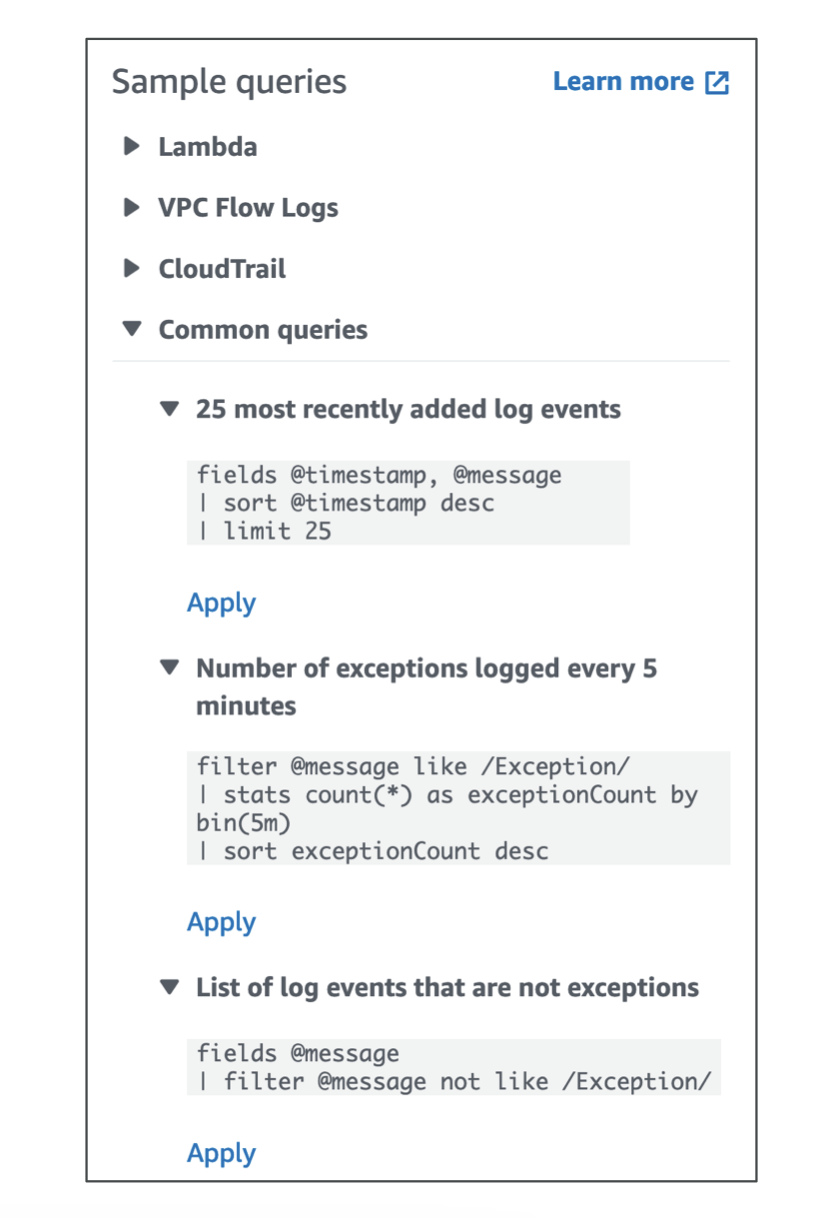 Sample queries
Learn more
Lambda
VPC Flow Logs
CloudTrail
Common queries
25 most recently added log events
fields @timestamp, @message
| sort @timestamp desc
| limit 25
Apply
Number of exceptions logged every 5
minutes
filter @message like /Exception/
| stats count(*) as exceptionCount by
bin(5m)
| sort exceptionCount desc
Apply
List of log events that are not exceptions
fields @message
| filter @message not like /Exception/
Apply